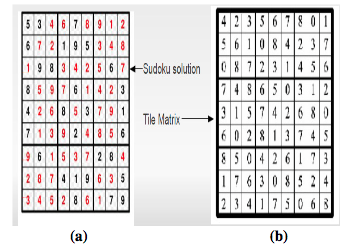 5 3 4 6 7 8 9 1 2
6 7 2 1 9 5 3 4 8
1 9 8 3 4 2 5 6 7
8 5 9 7 6 1 4 2 3
4 2 6 8 5 3 7 9 1
7 1 3 9 2 4 8 5 6
9 6 1 5 3 7 2 8 4
2 8 7 4 1 9 6 3 5
3 4 5 2 8 6 1 7 9
(a)
Sudoku solution
Tile Matrix
4 2 3 5 6 7 8 0 1
5 6 1 0 8 4 2 3 7
0 8 7 2 3 1 4 5 6
7 4 8 6 5 0 3 1 2
3 1 5 7 4 2 6 8 0
6 0 2 8 1 3 7 4 5
8 5 0 4 2 6 1 7 3
1 7 6 3 0 8 5 2 4
2 3 4 1 7 5 0 6 8
(b)